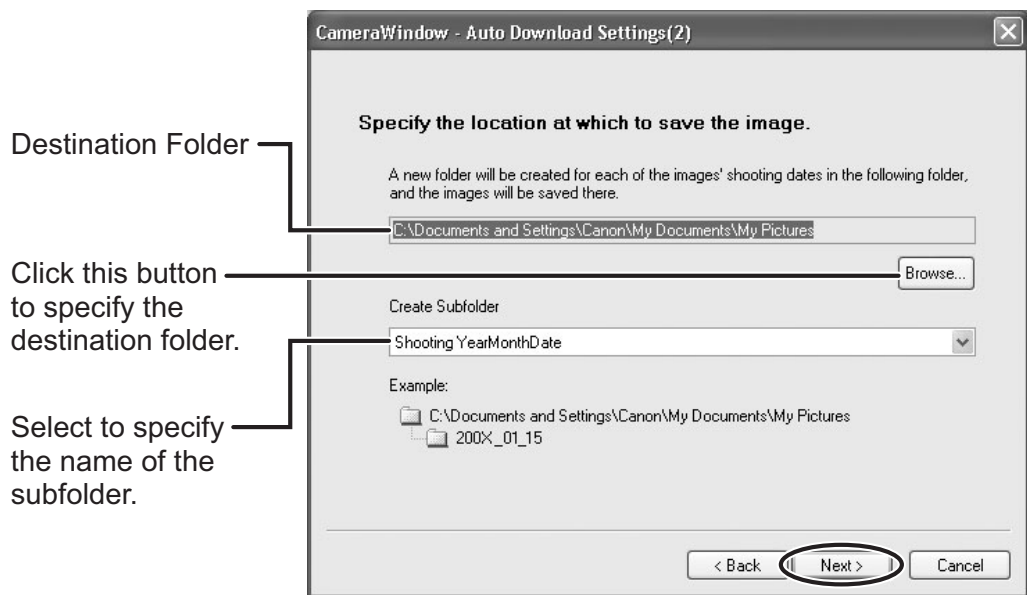 CameraWindow - Auto Download Settings(2)
Specify the location at which to save the image.
Destination Folder
A new folder will be created for each of the images' shooting dates in the following folder,
and the images will be saved there.
C:\Documents and Settings\Canon\My Documents\My Pictures
Click this button
to specify the
destination folder.
Browse...
Create Subfolder
Shooting YearMonthDate
Example:
C:\Documents and Settings\Canon\My Documents\My Pictures
200X_01_15
Select to specify
the name of the
subfolder.
< Back
Next >
Cancel